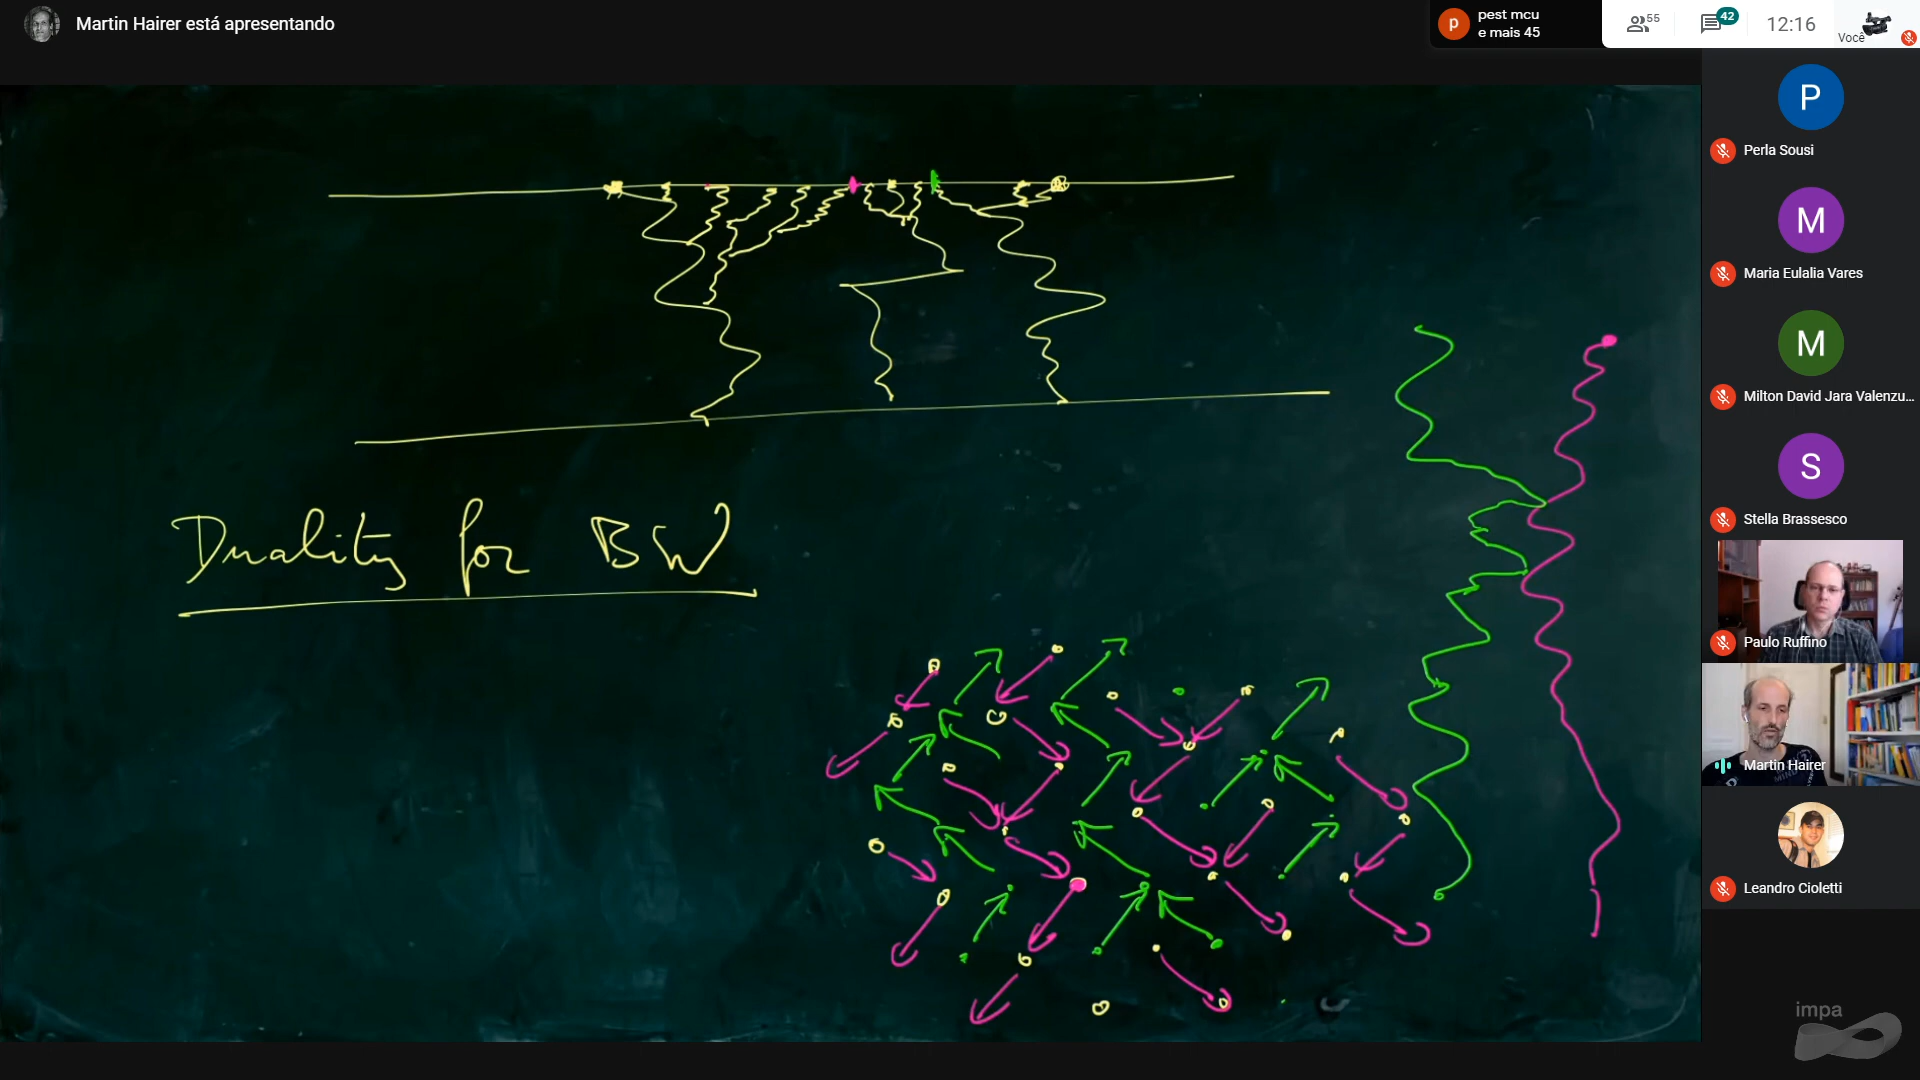 Martin Hairer está apresentando
p
pest mcu
e mais 45
55
42
12:16
Você
P
Perla Sousi
M
Maria Eulalia Vares
M
Milton David Jara Valenzu...
S
Stella Brassesco
Paulo Ruffino
Martin Hairer
Leandro Cioletti
Duality for BW
impa